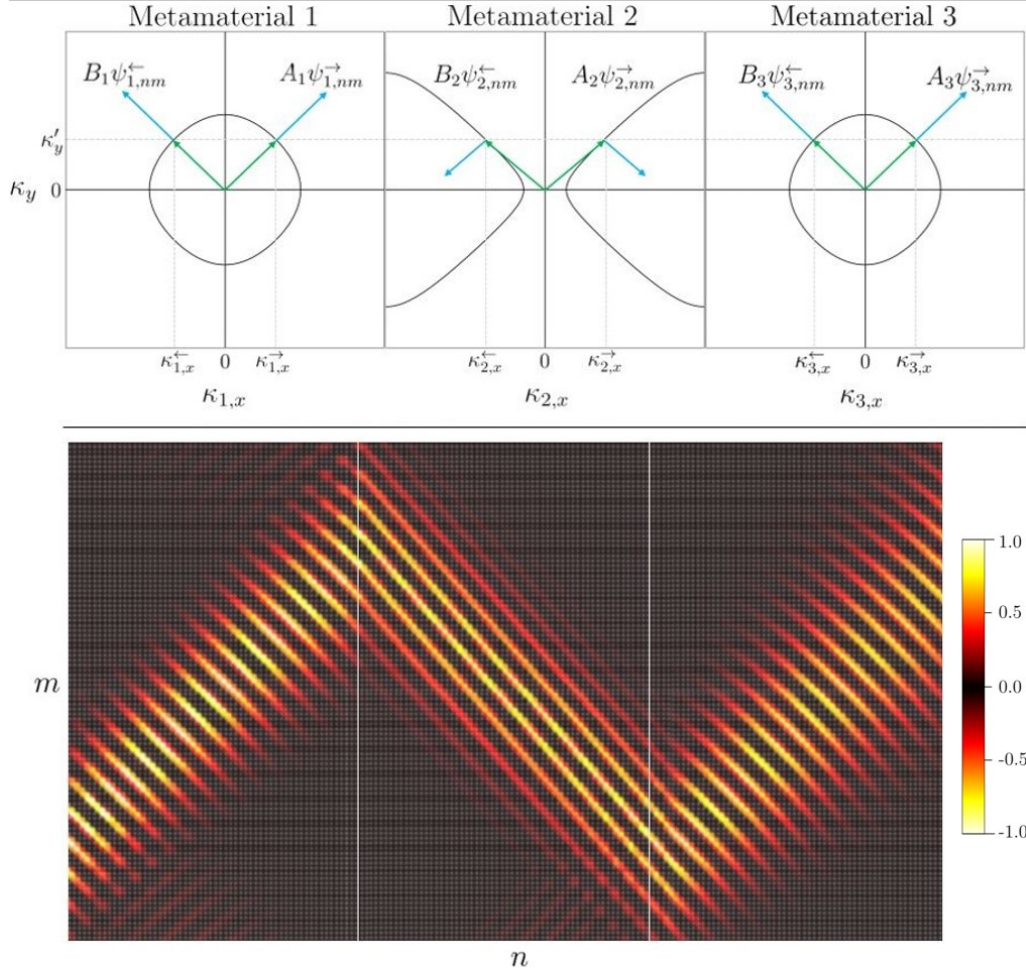 Metamaterial 1 Metamaterial 2 Metamaterial 3
B₁ψ←₁,ₙₘ A₁ψ→₁,ₙₘ B₂ψ←₂,ₙₘ A₂ψ→₂,ₙₘ B₃ψ←₃,ₙₘ A₃ψ→₃,ₙₘ
κ′y
κy 0
κ←₁,ₓ 0 κ→₁,ₓ κ←₂,ₓ 0 κ→₂,ₓ κ←₃,ₓ 0 κ→₃,ₓ
κ₁,ₓ κ₂,ₓ κ₃,ₓ
1.0
0.5
m 0.0
-0.5
-1.0
n